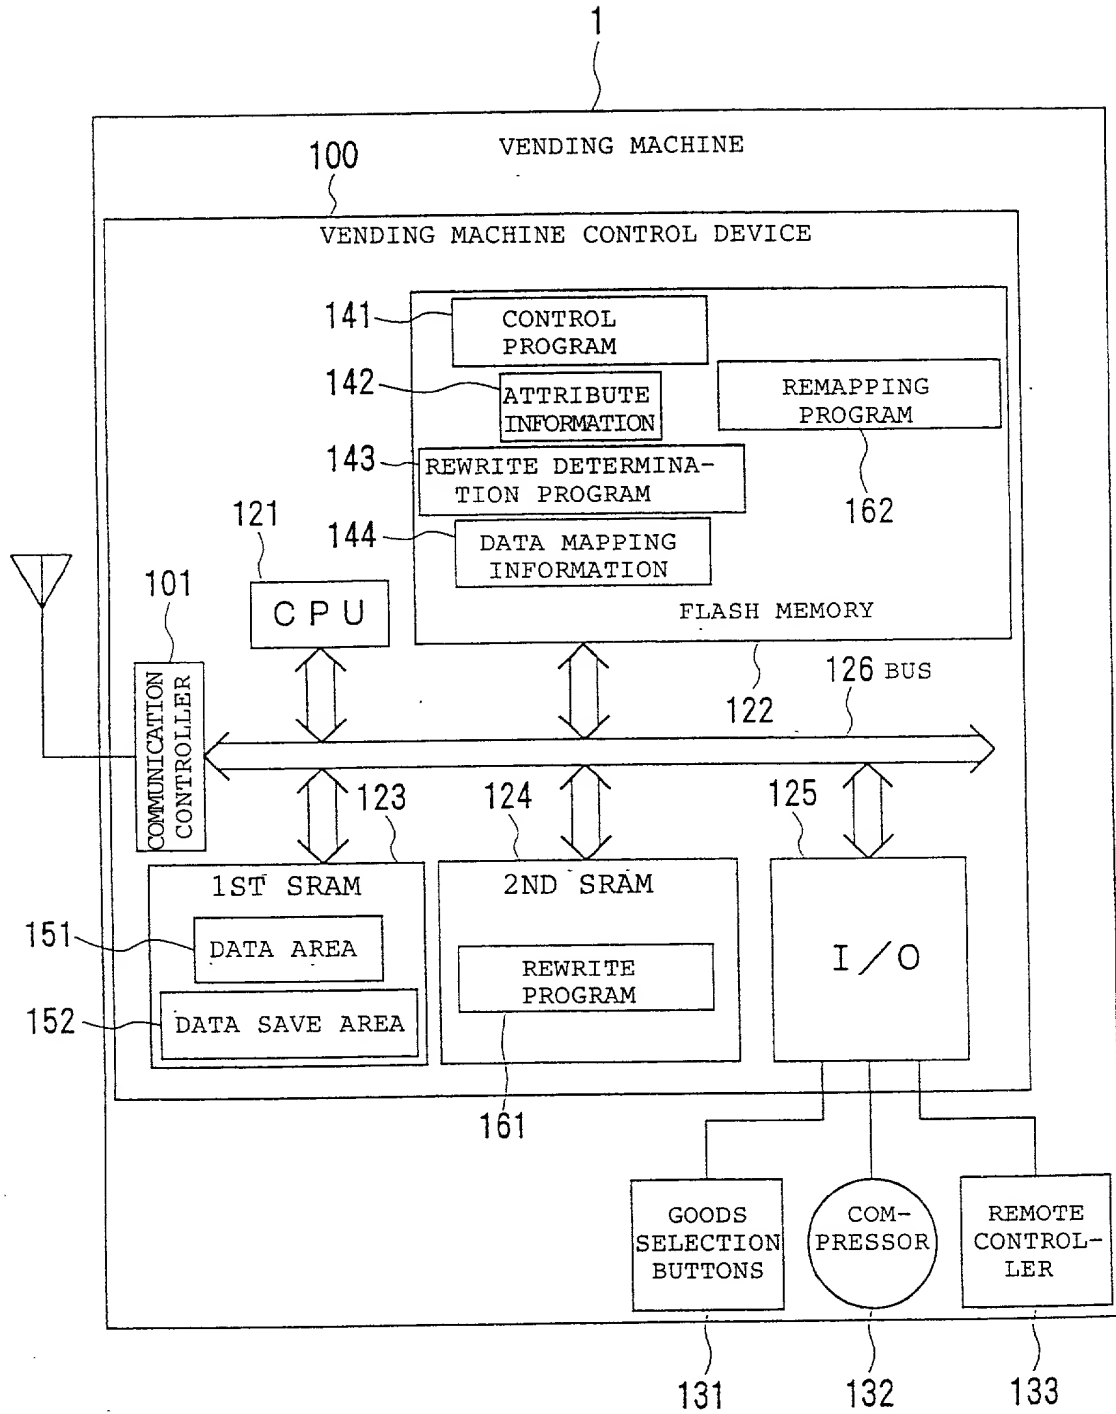 1
VENDING MACHINE
100
VENDING MACHINE CONTROL DEVICE
141
CONTROL
PROGRAM
142
ATTRIBUTE
INFORMATION
REMAPPING
PROGRAM
143
REWRITE DETERMINA-
TION PROGRAM
162
144
DATA MAPPING
INFORMATION
FLASH MEMORY
121
CPU
101
COMMUNICATION
CONTROLLER
122
126 BUS
123
124
125
1ST SRAM
151
DATA AREA
152
DATA SAVE AREA
2ND SRAM
REWRITE
PROGRAM
161
I/O
GOODS
SELECTION
BUTTONS
COM-
PRESSOR
REMOTE
CONTROL-
LER
131
132
133